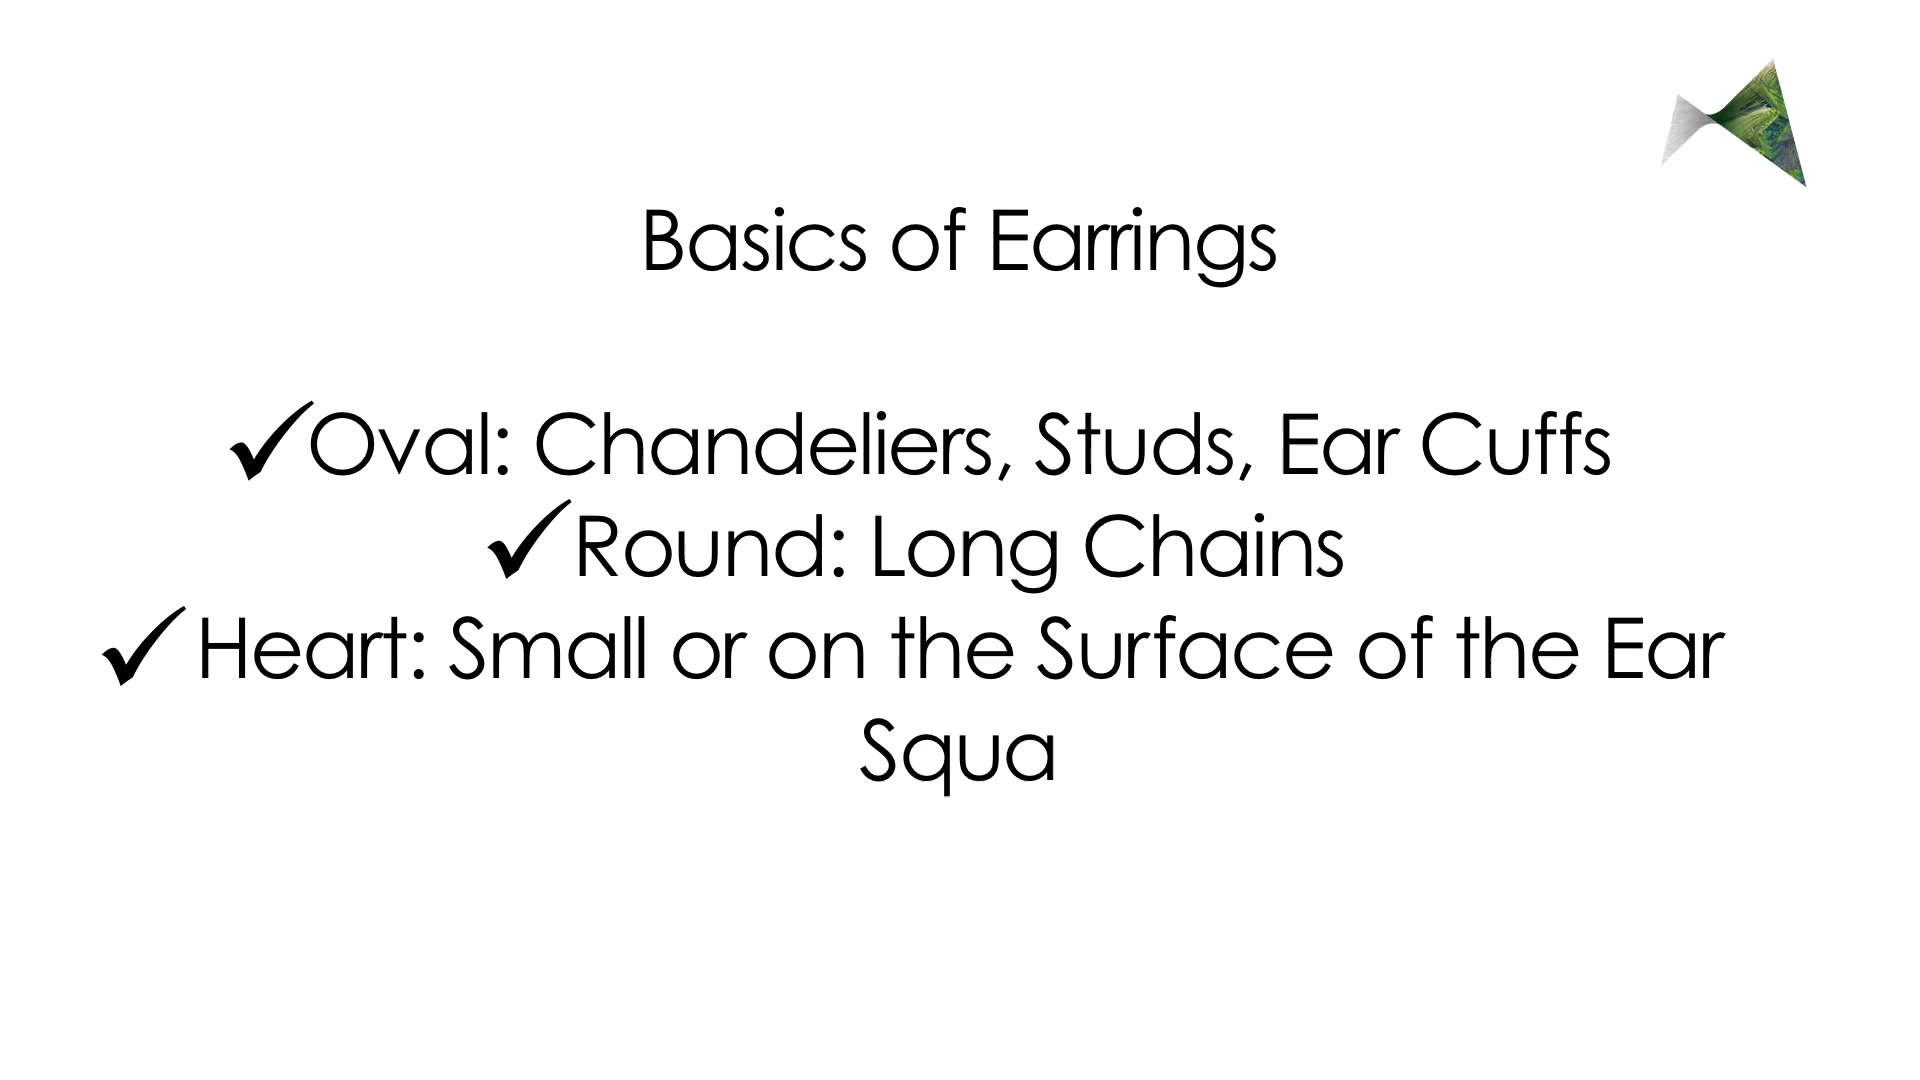 Basics of Earrings
✓Oval: Chandeliers, Studs, Ear Cuffs
✓Round: Long Chains
✓Heart: Small or on the Surface of the Ear
Squa